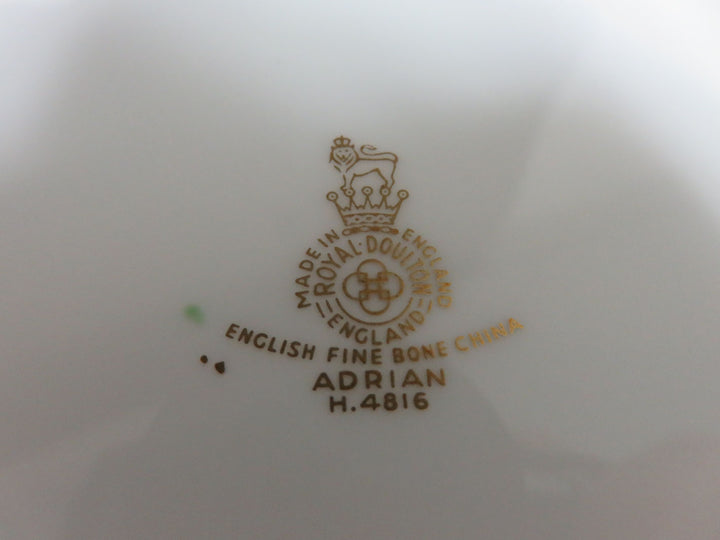 MADE IN ENGLAND
ROYAL·DOULTON
ENGLAND
ENGLISH FINE BONE CHINA
ADRIAN
H.4816